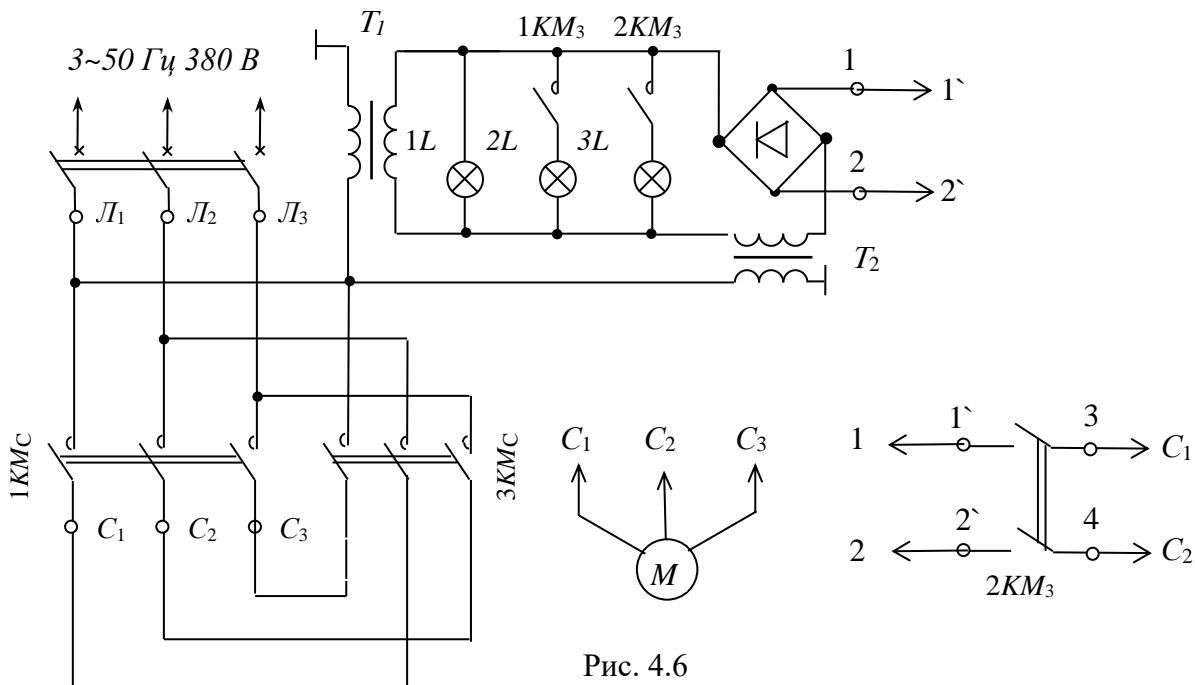 T₁
1KM₃ 2KM₃
3~50 Гц 380 В
1
1`
1L 2L 3L
2
2`
Л₁ Л₂ Л₃
T₂
1KMC
3KMC
C₁ C₂ C₃
1 1` 3 C₁
C₁ C₂ C₃
M
2 2` 4 C₂
2KM₃
Рис. 4.6